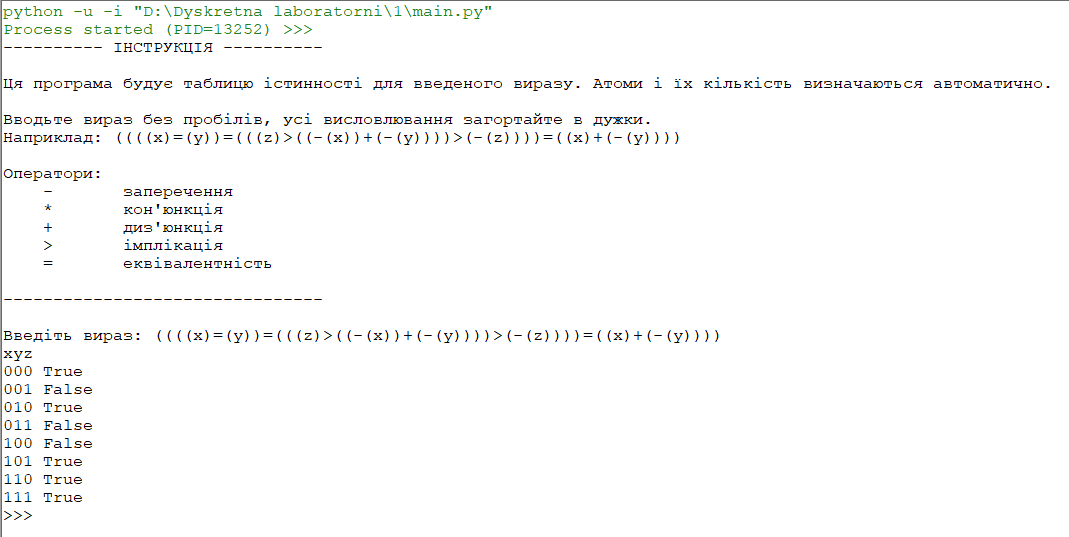 python -u -i "D:\Dyskretna laboratorni\1\main.py"
Process started (PID=13252) >>>
---------- ІНСТРУКЦІЯ ----------
Ця програма будує таблицю істинності для введеного виразу. Атоми і їх кількість визначаються автоматично.
Вводьте вираз без пробілів, усі висловлювання загортайте в дужки.
Наприклад: ((((x)=(y))=(((z)>((-(x))+(-(y))))>(-(z))))=((x)+(-(y))))
Оператори:
- заперечення
* кон'юнкція
+ диз'юнкція
> імплікація
= еквівалентність
--------------------------------
Введіть вираз: ((((x)=(y))=(((z)>((-(x))+(-(y))))>(-(z))))=((x)+(-(y))))
xyz
000 True
001 False
010 True
011 False
100 False
101 True
110 True
111 True
>>>